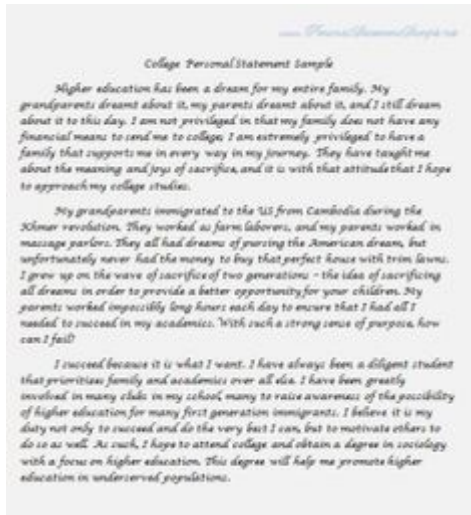 College Personal Statement Sample
Higher education has been a dream for my entire family. My
grandparents dreamt about it, my parents dreamt about it, and I still dream
about it to this day. I am not privileged in that my family does not have any
financial means to send me to college; I am extremely privileged to have a
family that supports me in every way in my journey. They have taught me
about the meaning and joys of sacrifice, and it is with that attitude that I hope
to approach my college studies.
My grandparents immigrated to the US from Cambodia during the
Khmer revolution. They worked as farm laborers, and my parents worked in
massage parlors. They all had dreams of pursing the American dream, but
unfortunately never had the money to buy that perfect house with trim lawns.
I grew up on the wave of sacrifice of two generations – the idea of sacrificing
all dreams in order to provide a better opportunity for your children. My
parents worked impossibly long hours each day to ensure that I had all I
needed to succeed in my academics. With such a strong sense of purpose, how
can I fail?
I succeed because it is what I want. I have always been a diligent student
that prioritizes family and academics over all else. I have been greatly
involved in many clubs in my school, many to raise awareness of the possibility
of higher education for many first generation immigrants. I believe it is my
duty not only to succeed and do the very best I can, but to motivate others to
do so as well. As such, I hope to attend college and obtain a degree in sociology
with a focus on higher education. This degree will help me promote higher
education in underserved populations.